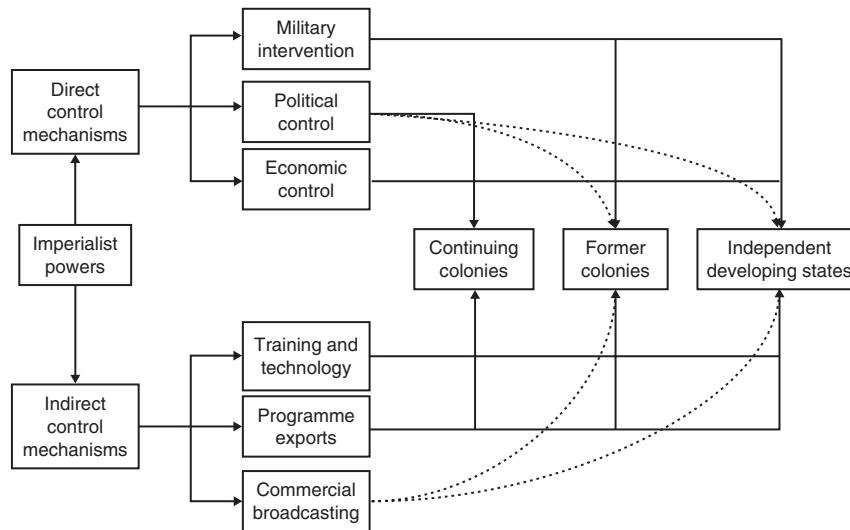 Military
intervention
Direct
control
mechanisms
Political
control
Economic
control
Imperialist
powers
Continuing
colonies
Former
colonies
Independent
developing states
Training and
technology
Indirect
control
mechanisms
Programme
exports
Commercial
broadcasting